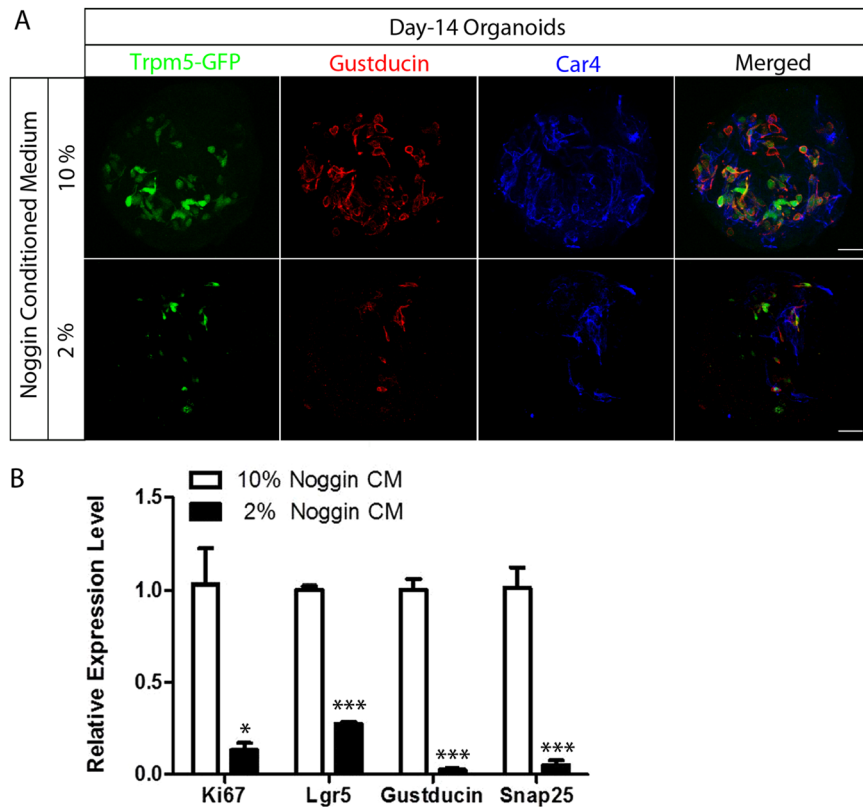 A
Day-14 Organoids
Trpm5-GFP Gustducin Car4 Merged
Noggin Conditioned Medium
10 %
2 %
B
10% Noggin CM
2% Noggin CM
Relative Expression Level
1.5
1.0
0.5
0.0
* *** *** ***
Ki67 Lgr5 Gustducin Snap25